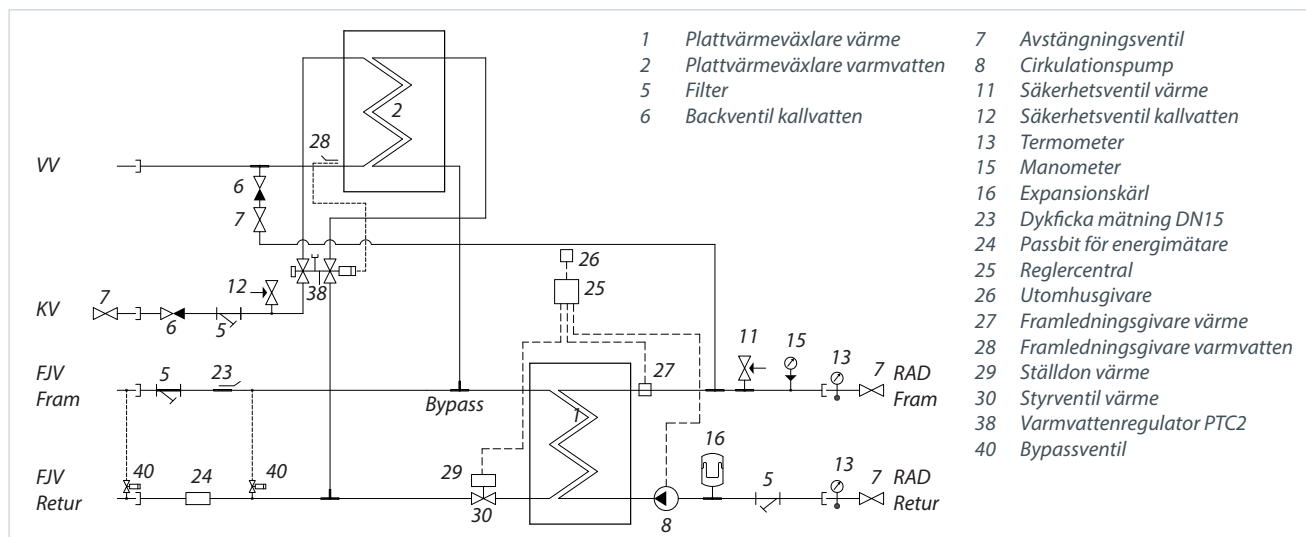 1 Plattvärmeväxlare värme
2 Plattvärmeväxlare varmvatten
5 Filter
6 Backventil kallvatten
7 Avstängningsventil
8 Cirkulationspump
11 Säkerhetsventil värme
12 Säkerhetsventil kallvatten
13 Termometer
15 Manometer
16 Expansionskärl
23 Dykficka mätning DN15
24 Passbit för energimätare
25 Reglercentral
26 Utomhusgivare
27 Framledningsgivare värme
28 Framledningsgivare varmvatten
29 Ställdon värme
30 Styrventil värme
38 Varmvattenregulator PTC2
40 Bypassventil
2
28
VV
6
7
26
12
38
25
7
KV
6
5
11
15
FJV
Fram
5
23
Bypass
1
27
13
7
RAD
Fram
16
FJV
Retur
40
24
40
29
30
8
5
13
7
RAD
Retur